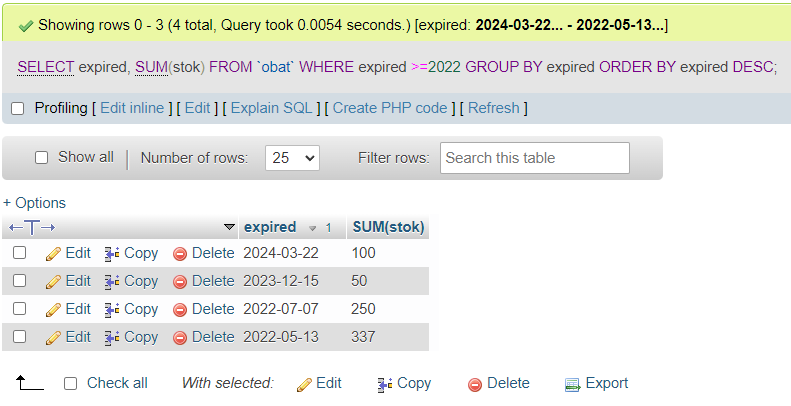 Showing rows 0 - 3 (4 total, Query took 0.0054 seconds.) [expired: 2024-03-22... - 2022-05-13...]
SELECT expired, SUM(stok) FROM `obat` WHERE expired >=2022 GROUP BY expired ORDER BY expired DESC;
Profiling [ Edit inline ] [ Edit ] [ Explain SQL ] [ Create PHP code ] [ Refresh ]
Show all Number of rows: 25 Filter rows: Search this table
+ Options
expired 1 SUM(stok)
Edit Copy Delete 2024-03-22 100
Edit Copy Delete 2023-12-15 50
Edit Copy Delete 2022-07-07 250
Edit Copy Delete 2022-05-13 337
Check all With selected: Edit Copy Delete Export